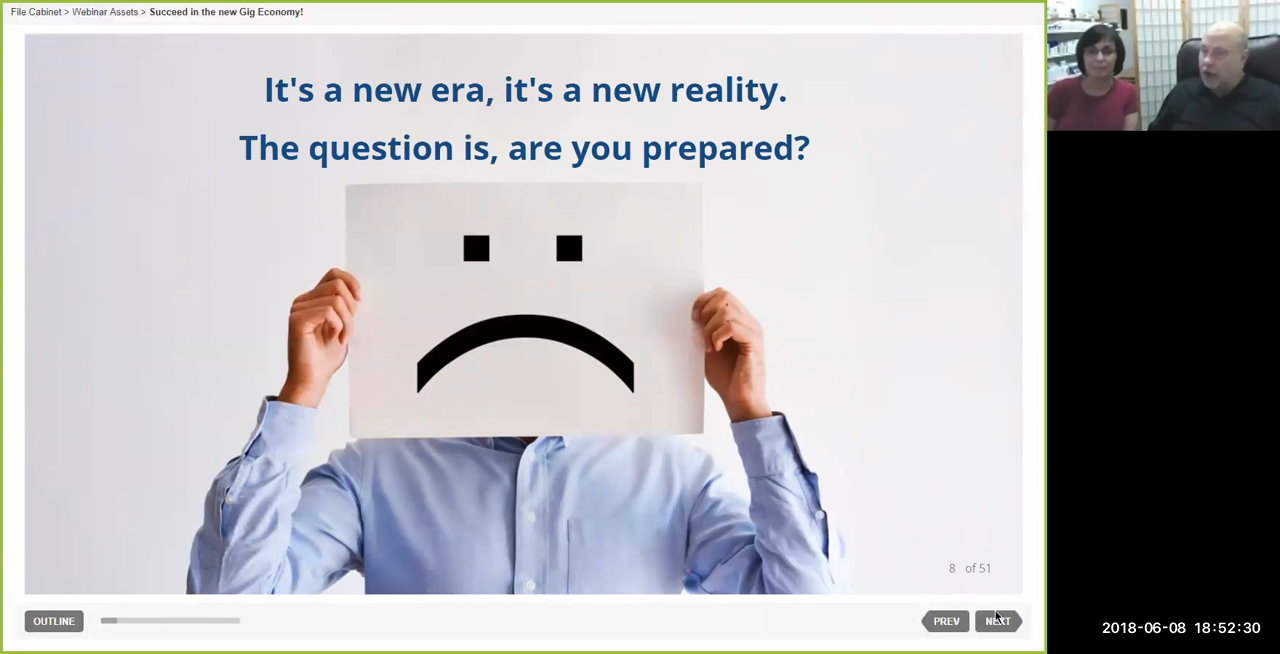 File Cabinet > Webinar Assets > Succeed in the new Gig Economy!
It's a new era, it's a new reality.
The question is, are you prepared?
8 of 51
OUTLINE
PREV
NEXT
2018-06-08 18:52:30